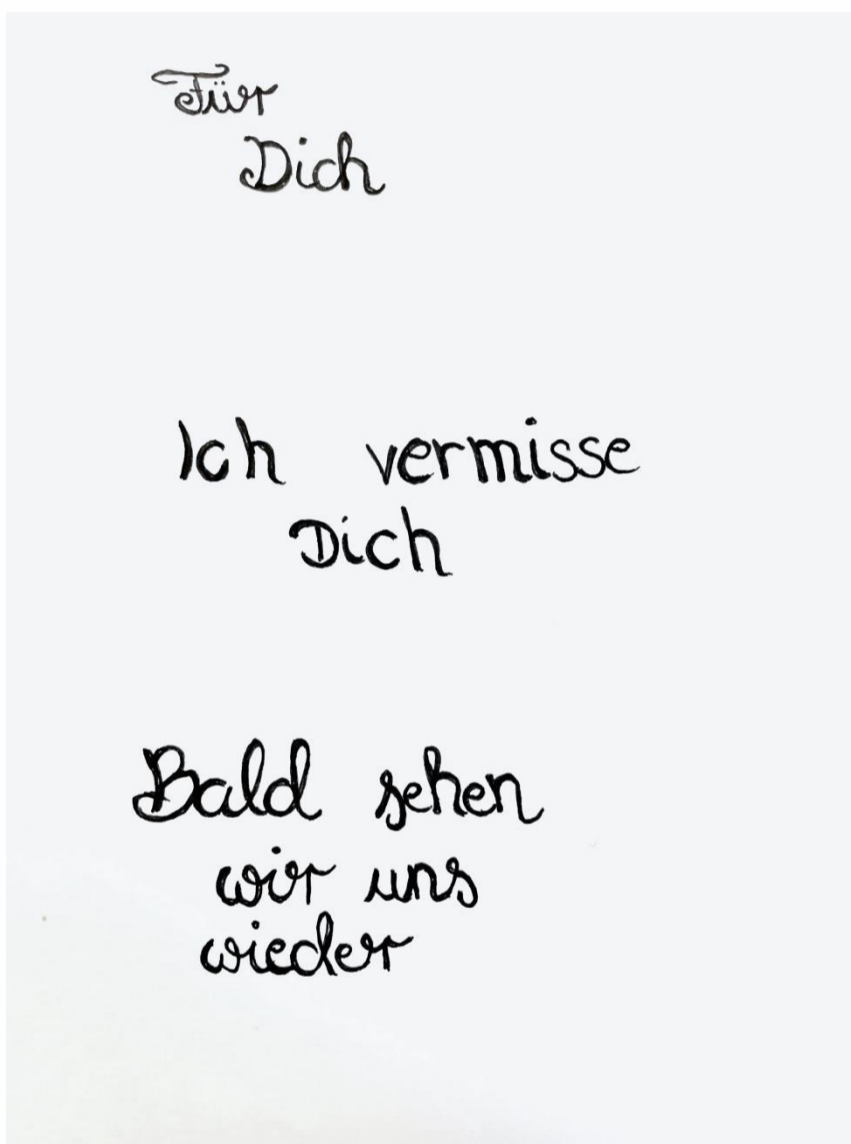 Für
Dich
Ich vermisse
Dich
Bald sehen
wir uns
wieder